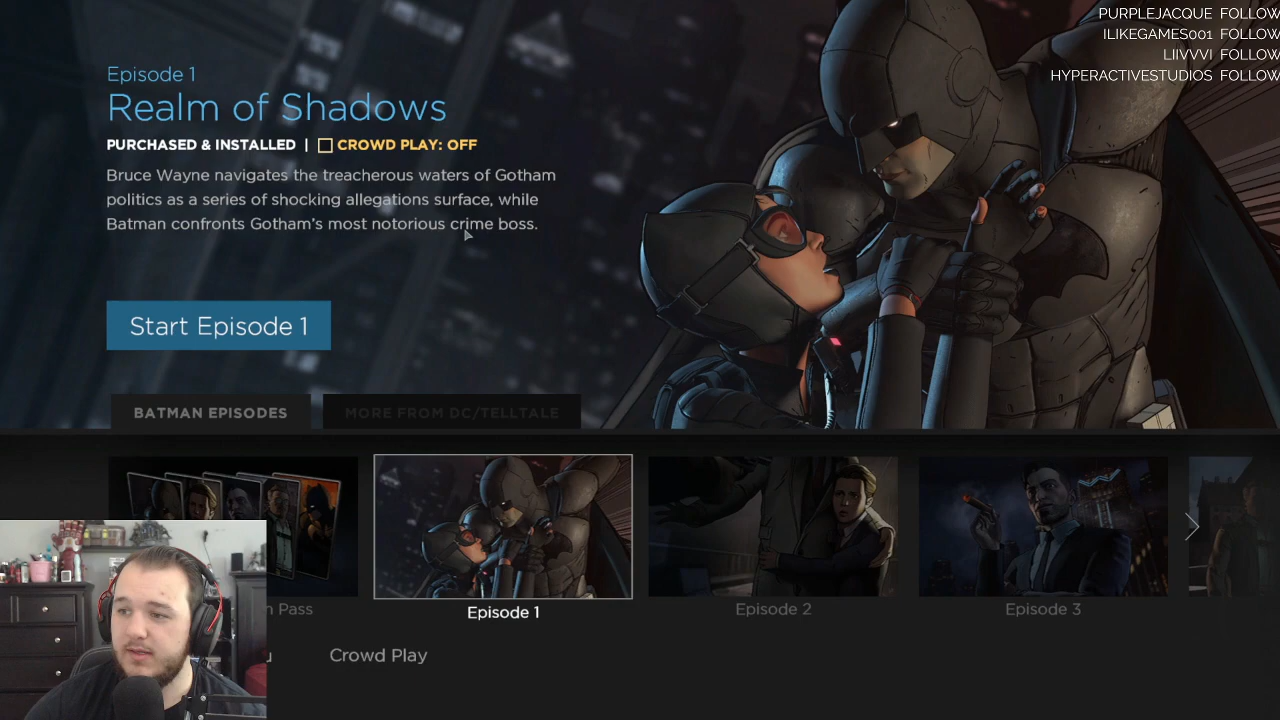 PURPLEJACQUE FOLLOW
ILIKEGAMES001 FOLLOW
LIIVVVI FOLLOW
HYPERACTIVESTUDIOS FOLLOW
Episode 1
Realm of Shadows
PURCHASED & INSTALLED | CROWD PLAY: OFF
Bruce Wayne navigates the treacherous waters of Gotham
politics as a series of shocking allegations surface, while
Batman confronts Gotham's most notorious crime boss.
Start Episode 1
BATMAN EPISODES
MORE FROM DC/TELLTALE
Pass
Episode 1
Episode 2
Episode 3
Crowd Play